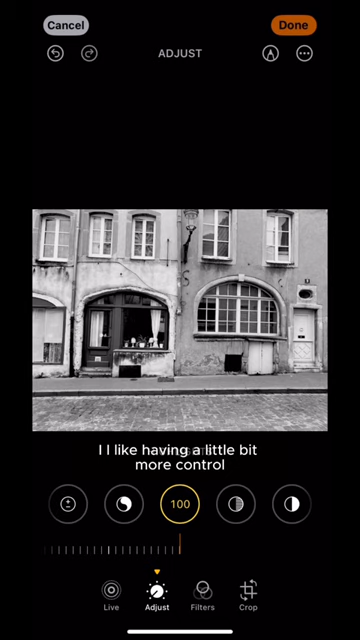 Cancel
Done
ADJUST
I I like having a little bit
more control
100
Live
Adjust
Filters
Crop